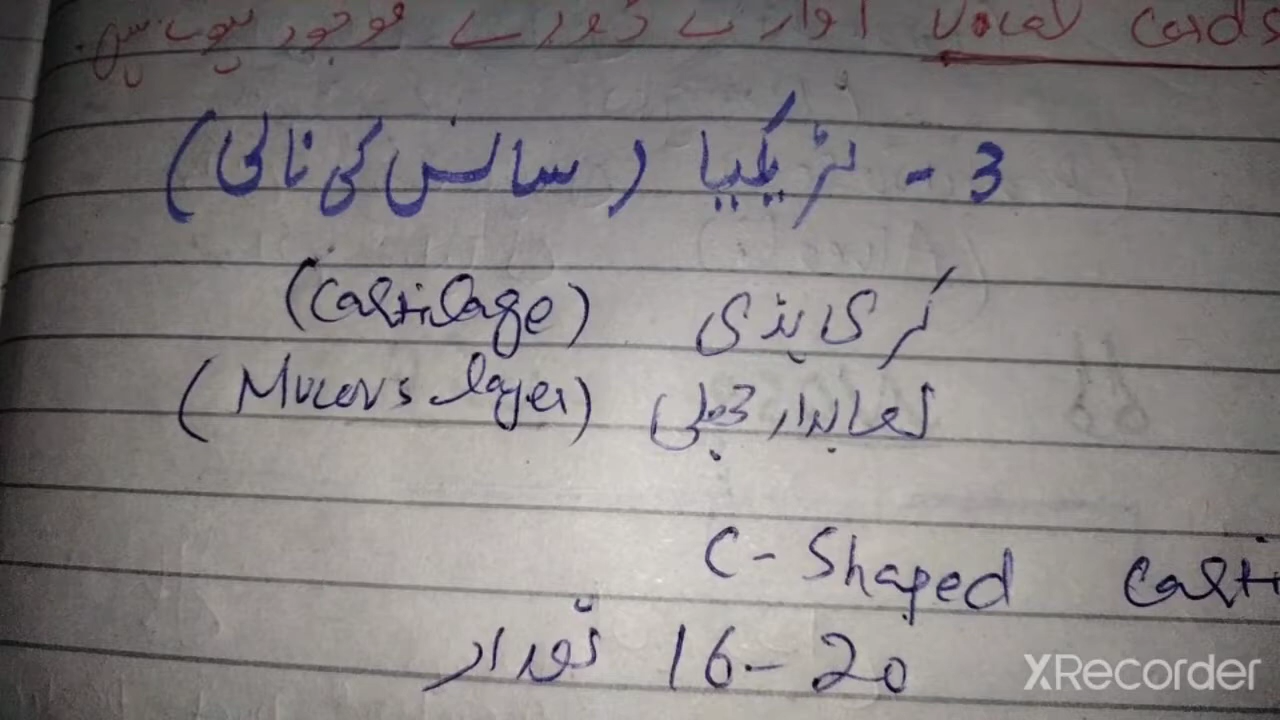 Vocal Cords آواز کے ڈورے موجود ہوتے ہیں
3 - ٹریکیا (سانس کی نالی)
کرکری ہڈی (Cartilage)
لعابدار جھلی (Mucous layer)
C-Shaped Carti
16-20 تعداد
XRecorder